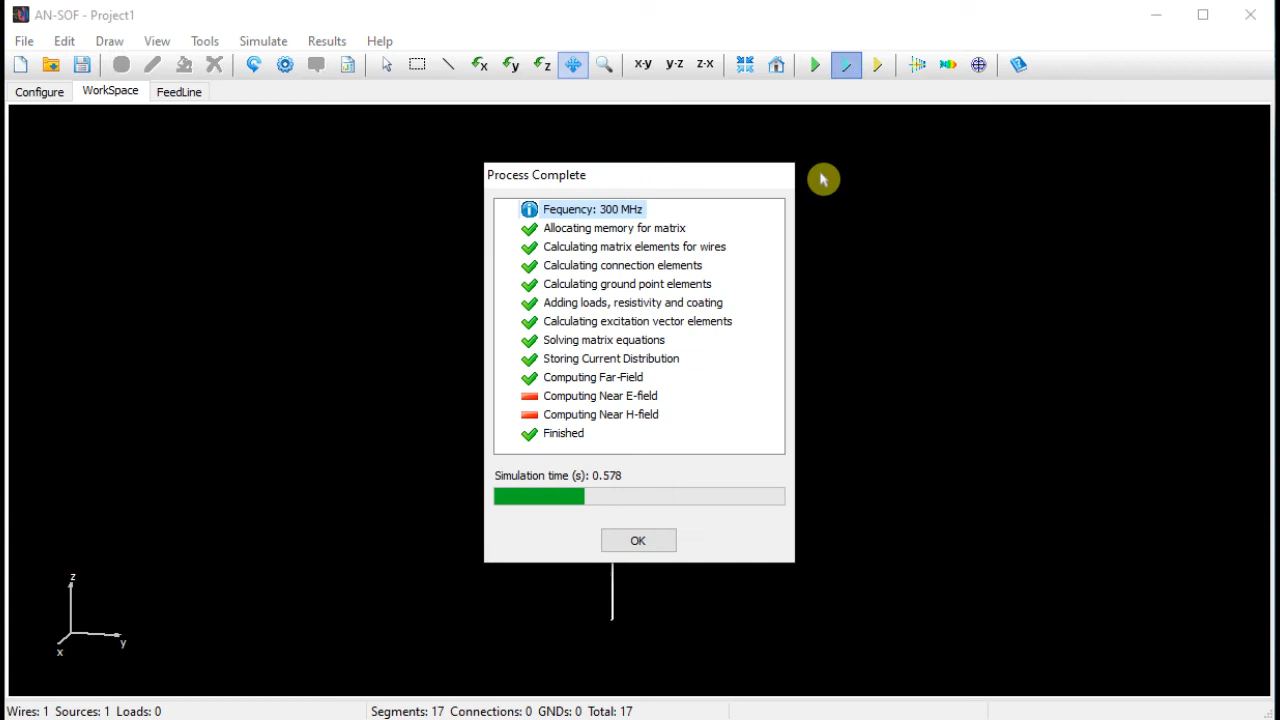 AN-SOF - Project1
File Edit Draw View Tools Simulate Results Help
x y z x-y y-z z-x
Configure WorkSpace FeedLine
Process Complete
Fequency: 300 MHz
Allocating memory for matrix
Calculating matrix elements for wires
Calculating connection elements
Calculating ground point elements
Adding loads, resistivity and coating
Calculating excitation vector elements
Solving matrix equations
Storing Current Distribution
Computing Far-Field
Computing Near E-field
Computing Near H-field
Finished
Simulation time (s): 0.578
OK
z
y
x
Wires: 1 Sources: 1 Loads: 0 Segments: 17 Connections: 0 GNDs: 0 Total: 17